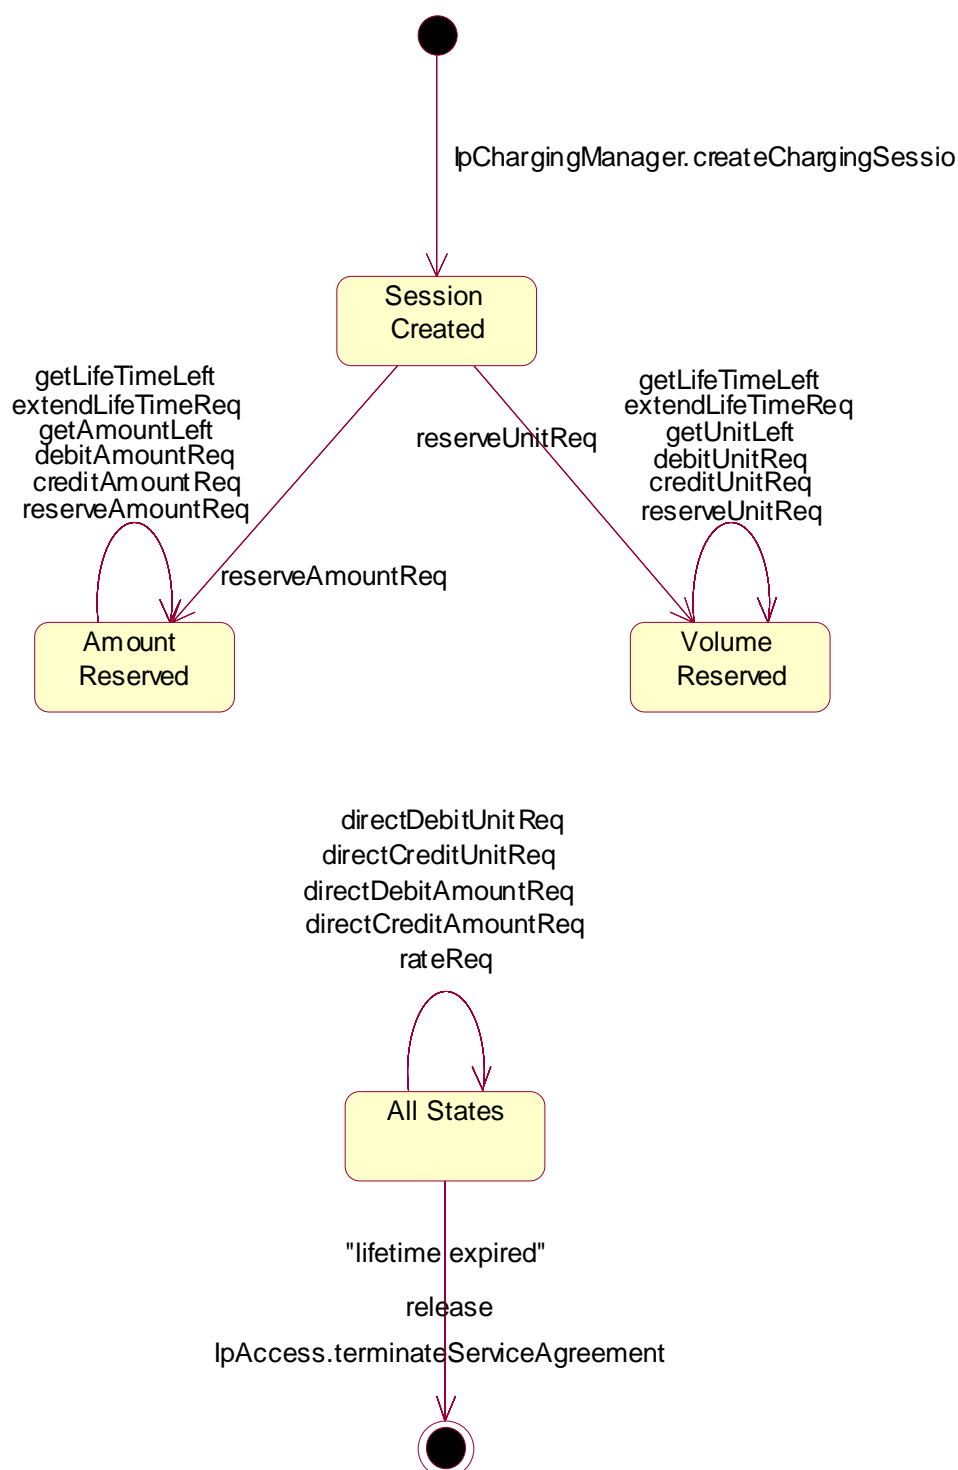 IpChargingManager.createChargingSessio
Session
Created
getLifeTimeLeft
extendLifeTimeReq
getAmountLeft
debitAmountReq
creditAmountReq
reserveAmountReq
reserveUnitReq
getLifeTimeLeft
extendLifeTimeReq
getUnitLeft
debitUnitReq
creditUnitReq
reserveUnitReq
reserveAmountReq
Amount
Reserved
Volume
Reserved
directDebitUnitReq
directCreditUnitReq
directDebitAmountReq
directCreditAmountReq
rateReq
All States
"lifetime expired"
release
IpAccess.terminateServiceAgreement